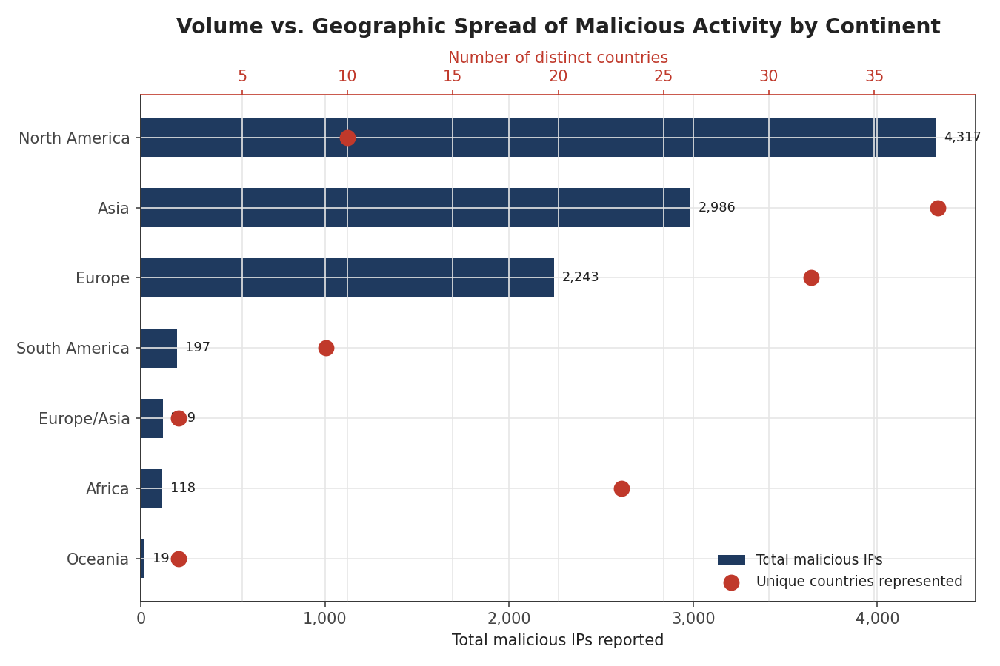 Volume vs. Geographic Spread of Malicious Activity by Continent
Number of distinct countries
5 10 15 20 25 30 35
North America 4,317
Asia 2,986
Europe 2,243
South America 197
Europe/Asia
Africa 118
Oceania 19
Total malicious IPs
Unique countries represented
0 1,000 2,000 3,000 4,000
Total malicious IPs reported